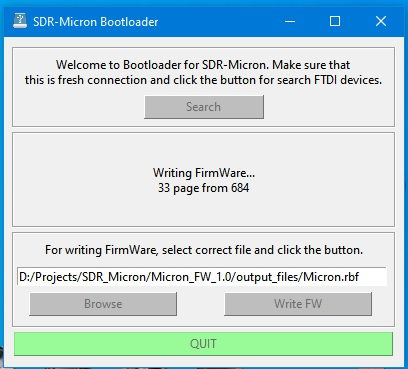 SDR-Micron Bootloader
Welcome to Bootloader for SDR-Micron. Make sure that
this is fresh connection and click the button for search FTDI devices.
Search
Writing FirmWare...
33 page from 684
For writing FirmWare, select correct file and click the button.
D:/Projects/SDR_Micron/Micron_FW_1.0/output_files/Micron.rbf
Browse
Write FW
QUIT